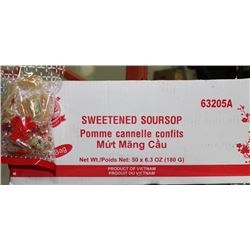 63205A
SWEETENED SOURSOP
Pomme cannelle confits
Mứt Mãng Cầu
Net Wt./Poids Net: 50 x 6.3 OZ (180 G)
PRODUCT OF VIETNAM
PRODUIT DU VIETNAM